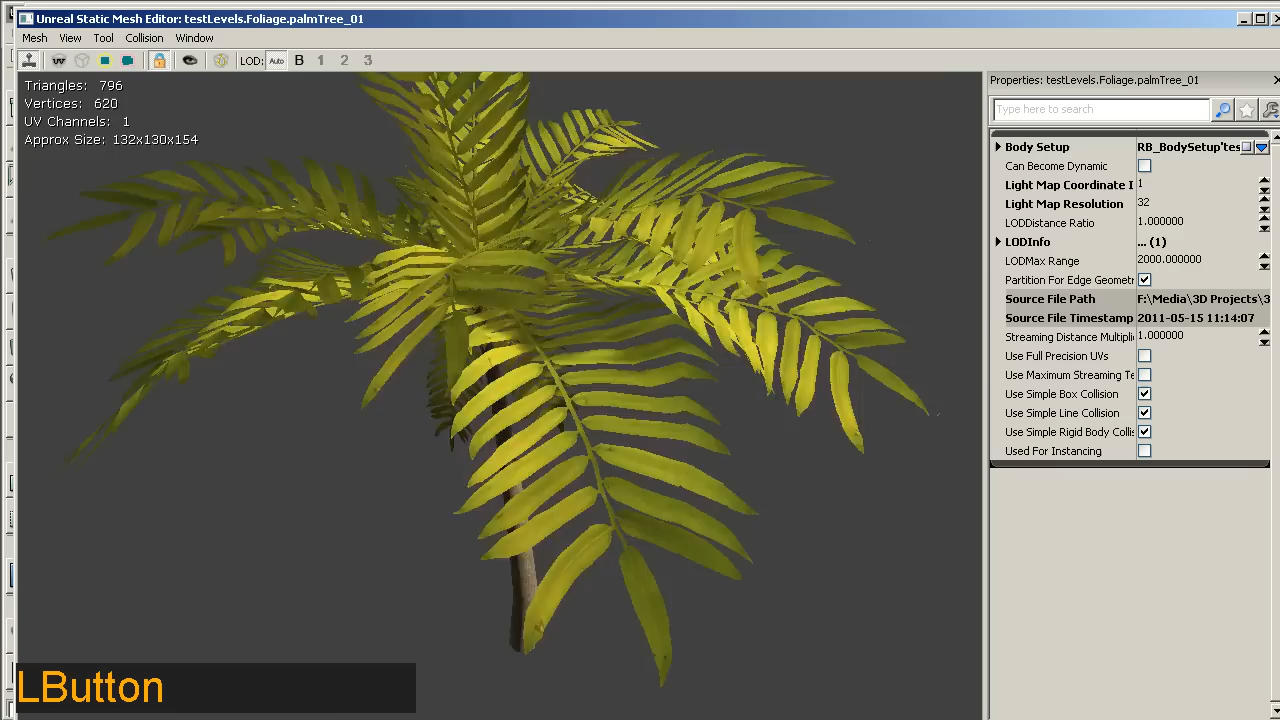 Unreal Static Mesh Editor: testLevels.Foliage.palmTree_01
Mesh View Tool Collision Window
LOD: Auto B 1 2 3
Triangles: 796
Vertices: 620
UV Channels: 1
Approx Size: 132x130x154
LButton
Properties: testLevels.Foliage.palmTree_01
Type here to search
Body Setup RB_BodySetup'tes
Can Become Dynamic
Light Map Coordinate I 1
Light Map Resolution 32
LODDistance Ratio 1.000000
LODInfo ... (1)
LODMax Range 2000.000000
Partition For Edge Geometr
Source File Path F:\Media\3D Projects\3
Source File Timestamp 2011-05-15 11:14:07
Streaming Distance Multipli 1.000000
Use Full Precision UVs
Use Maximum Streaming Te
Use Simple Box Collision
Use Simple Line Collision
Use Simple Rigid Body Colli
Used For Instancing